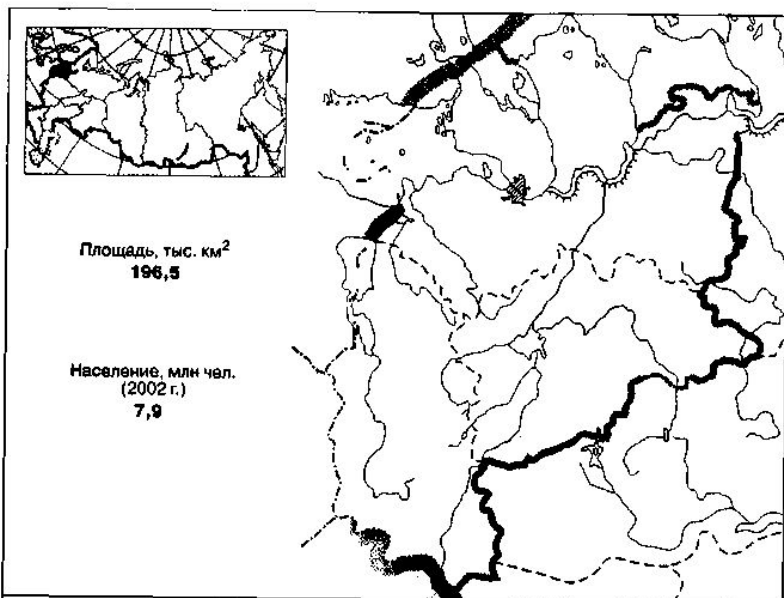 Площадь, тыс. км²
196,5
Население, млн чел.
(2002 г.)
7,9